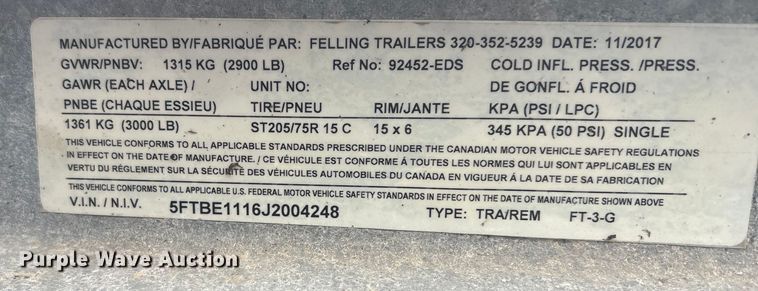 MANUFACTURED BY/FABRIQUÉ PAR: FELLING TRAILERS 320-352-5239 DATE: 11/2017
GVWR/PNBV: 1315 KG (2900 LB) Ref No: 92452-EDS COLD INFL. PRESS. /PRESS.
GAWR (EACH AXLE) / UNIT NO: DE GONFL. Á FROID
PNBE (CHAQUE ESSIEU) TIRE/PNEU RIM/JANTE KPA (PSI / LPC)
1361 KG (3000 LB) ST205/75R 15 C 15 x 6 345 KPA (50 PSI) SINGLE
THIS VEHICLE CONFORMS TO ALL APPLICABLE STANDARDS PRESCRIBED UNDER THE CANADIAN MOTOR VEHICLE SAFETY REGULATIONS
IN EFFECT ON THE DATE OF MANUFACTURE. / CE VÉHICULE EST CONFORME Á TOUTES LES NORMES QUI LUI SONT APPLICABLES EN
VERTU DU RÈGLEMENT SUR LA SÉCURITÉ DES VÉHICULES AUTOMOBILES DU CANADA EN VIGUEUR Á LA DATE DE SA FABRICATION
THIS VEHICLE CONFORMS TO ALL APPLICABLE U.S. FEDERAL MOTOR VEHICLE SAFETY STANDARDS IN EFFECT ON THE DATE OF MANUFACTURE SHOWN ABOVE
V.I.N. / N.I.V. 5FTBE1116J2004248 TYPE: TRA/REM FT-3-G
Purple Wave Auction